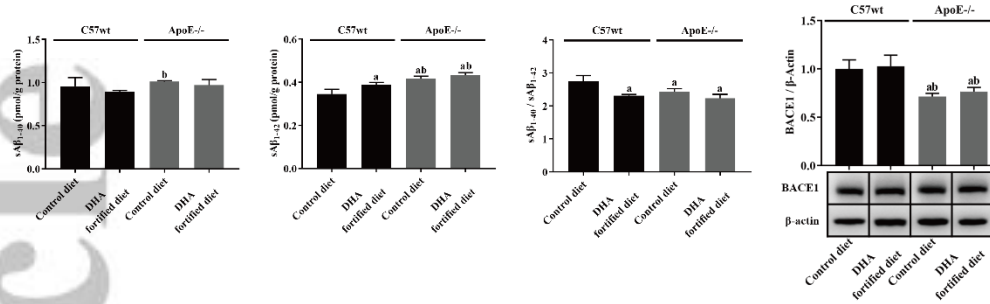 C57wt ApoE-/-
sAβ1-40 (pmol/g protein)
1.5
1.0
0.5
0.0
b
Control diet
DHA
fortified diet
Control diet
DHA
fortified diet
C57wt ApoE-/-
sAβ1-42 (pmol/g protein)
0.6
0.4
0.2
0.0
a
ab
ab
Control diet
DHA
fortified diet
Control diet
DHA
fortified diet
C57wt ApoE-/-
sAβ1-40 / sAβ1-42
4
3
2
1
0
a
a
a
Control diet
DHA
fortified diet
Control diet
DHA
fortified diet
C57wt ApoE-/-
BACE1 / β-Actin
1.5
1.0
0.5
0.0
ab
ab
BACE1
β-actin
Control diet
DHA
fortified diet
Control diet
DHA
fortified diet